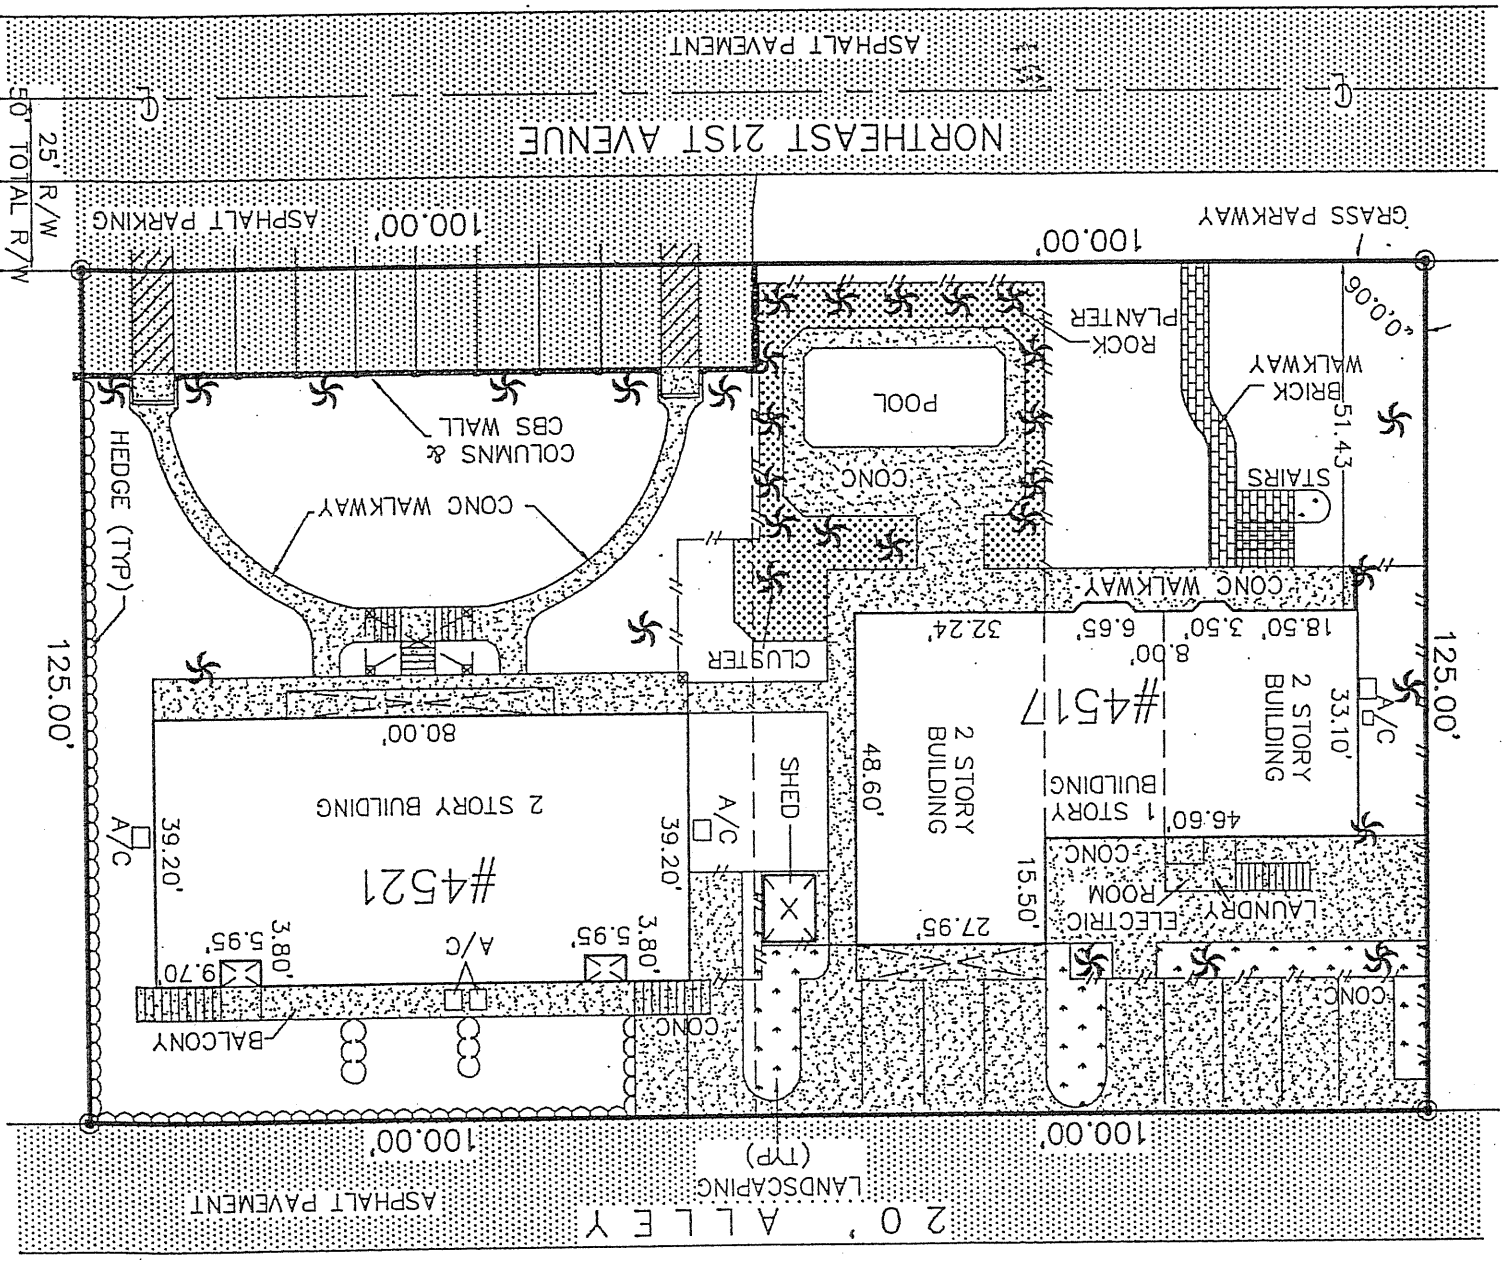 20' ALLEY
LANDSCAPING
(TYP)
ASPHALT PAVEMENT
100.00'
100.00'
CONC
CONC
BALCONY
LAUNDRY
ELECTRIC
ROOM
CONC
27.95'
15.50'
3.80'
5.95'
A/C
3.80'
5.95'
9.70
#4521
2 STORY BUILDING
39.20'
39.20'
80.00'
A/C
A/C
SHED
48.60'
46.60'
1 STORY
BUILDING
2 STORY
BUILDING
2 STORY
BUILDING
#4517
33.10'
A/C
125.00'
125.00'
18.50'
3.50'
8.00'
6.65'
32.24'
CLUSTER
CONC WALKWAY
HEDGE (TYP)
STAIRS
51.43
CONC
CONC WALKWAY
COLUMNS &
CBS WALL
BRICK
WALKWAY
POOL
ROCK
PLANTER
90.0'0"
GRASS PARKWAY
100.00'
100.00'
ASPHALT PARKING
25' R/W
50' TOTAL R/W
NORTHEAST 21ST AVENUE
ASPHALT PAVEMENT